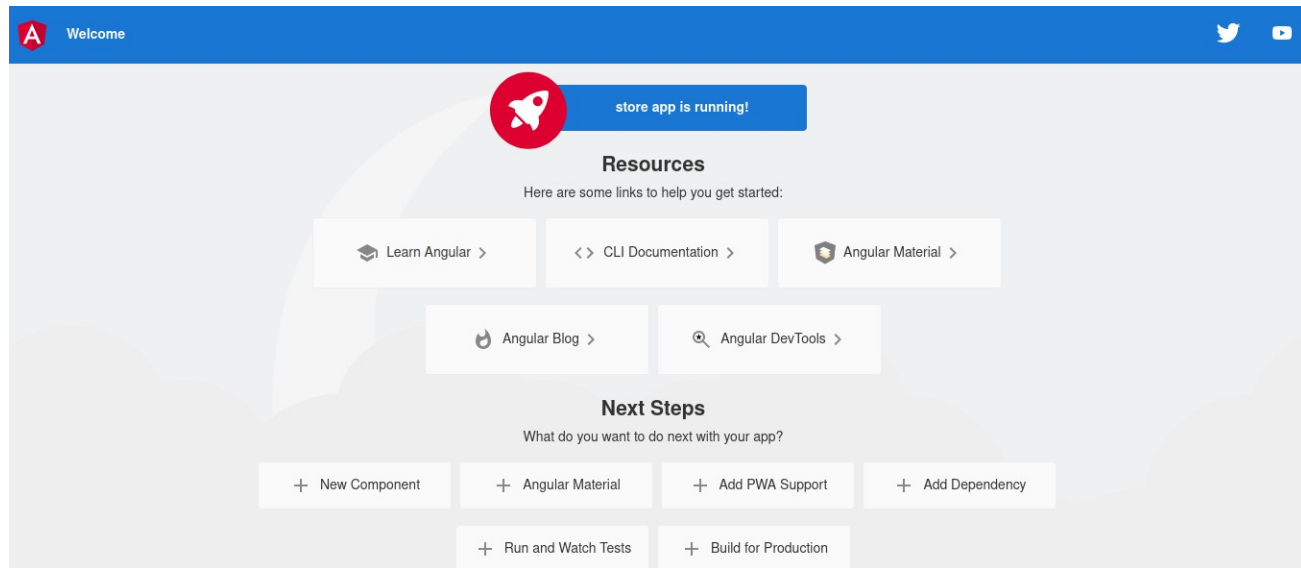 Welcome
store app is running!
Resources
Here are some links to help you get started:
Learn Angular
CLI Documentation
Angular Material
Angular Blog
Angular DevTools
Next Steps
What do you want to do next with your app?
New Component
Angular Material
Add PWA Support
Add Dependency
Run and Watch Tests
Build for Production